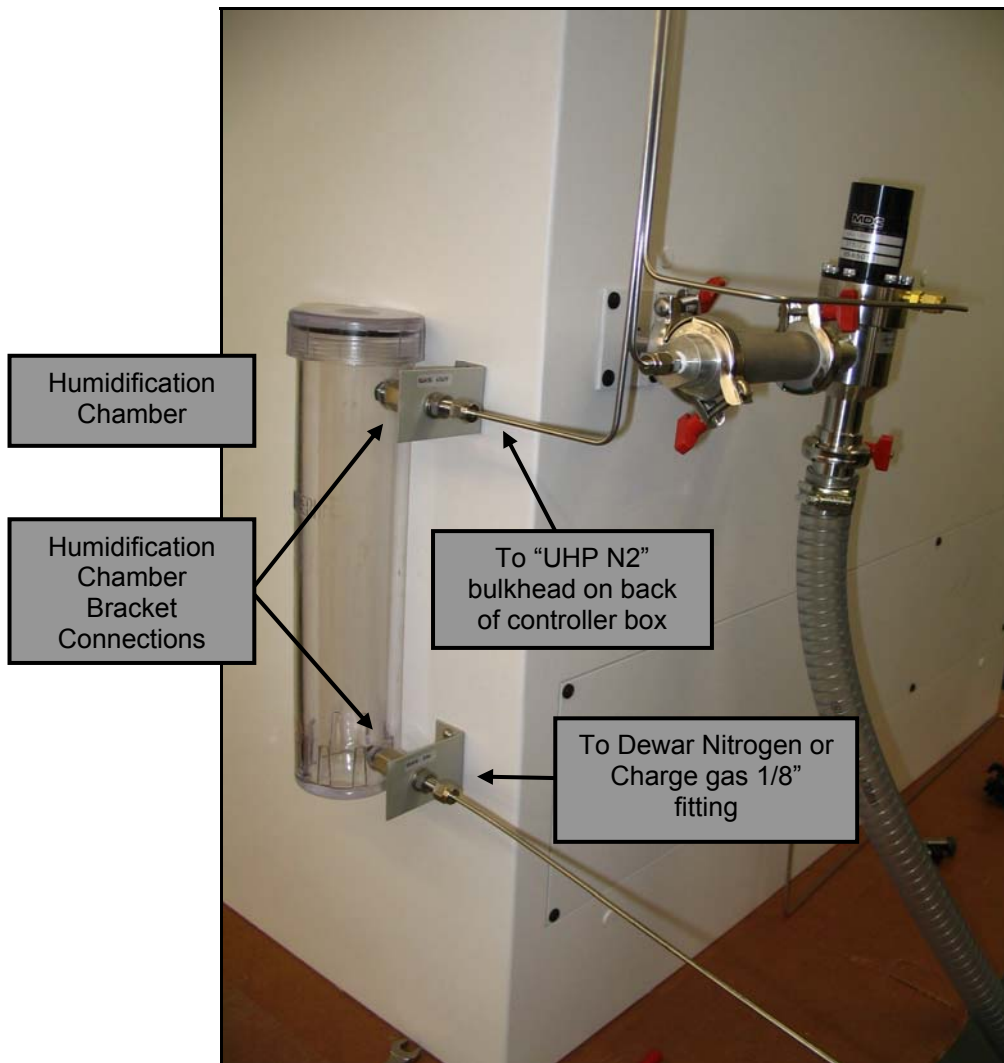 Humidification
Chamber
Humidification
Chamber
Bracket
Connections
To “UHP N2”
bulkhead on back
of controller box
To Dewar Nitrogen or
Charge gas 1/8”
fitting
MDC